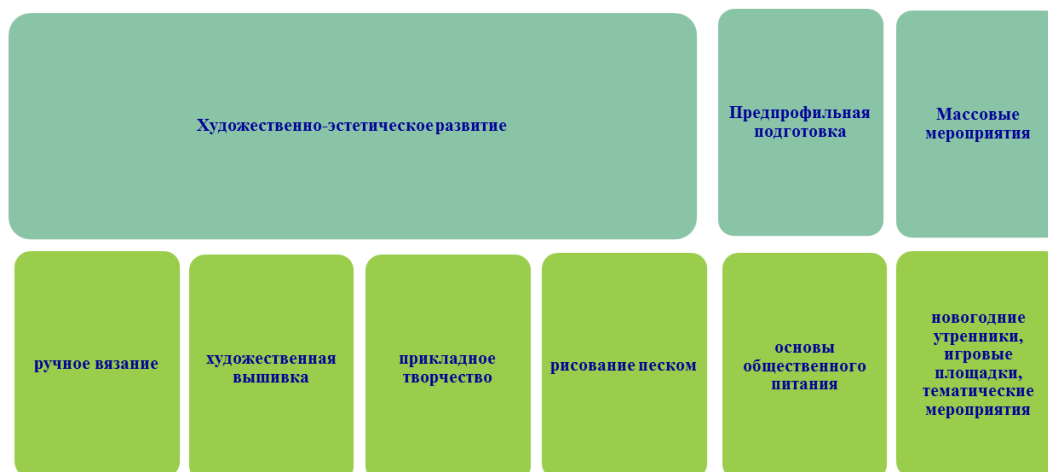 Художественно-эстетическое развитие
Предпрофильная
подготовка
Массовые
мероприятия
ручное вязание
художественная
вышивка
прикладное
творчество
рисование песком
основы
общественного
питания
новогодние
утренники,
игровые
площадки,
тематические
мероприятия